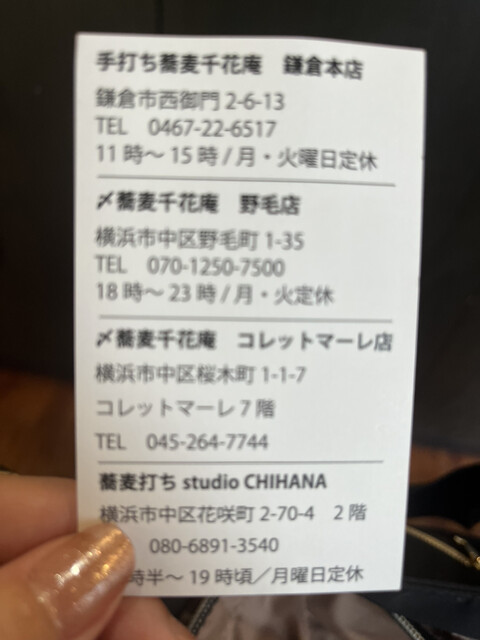 手打ち蕎麦千花庵　鎌倉本店
鎌倉市西御門 2-6-13
TEL　0467-22-6517
11 時～ 15 時 / 月・火曜日定休
〆蕎麦千花庵　野毛店
横浜市中区野毛町 1-35
TEL　070-1250-7500
18 時～ 23 時 / 月・火定休
〆蕎麦千花庵　コレットマーレ店
横浜市中区桜木町 1-1-7
コレットマーレ 7 階
TEL　045-264-7744
蕎麦打ち studio CHIHANA
横浜市中区花咲町 2-70-4　2 階
080-6891-3540
時半～ 19 時頃／月曜日定休